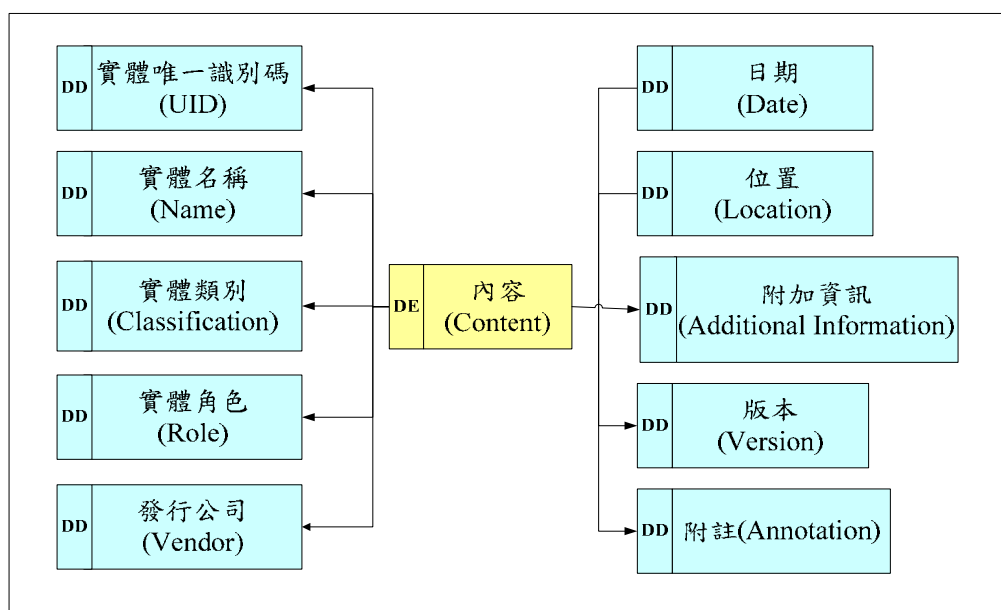 DD
實體唯一識別碼
(UID)
DD
實體名稱
(Name)
DD
實體類別
(Classification)
DD
實體角色
(Role)
DD
發行公司
(Vendor)
DE
內容
(Content)
DD
日期
(Date)
DD
位置
(Location)
DD
附加資訊
(Additional Information)
DD
版本
(Version)
DD
附註(Annotation)